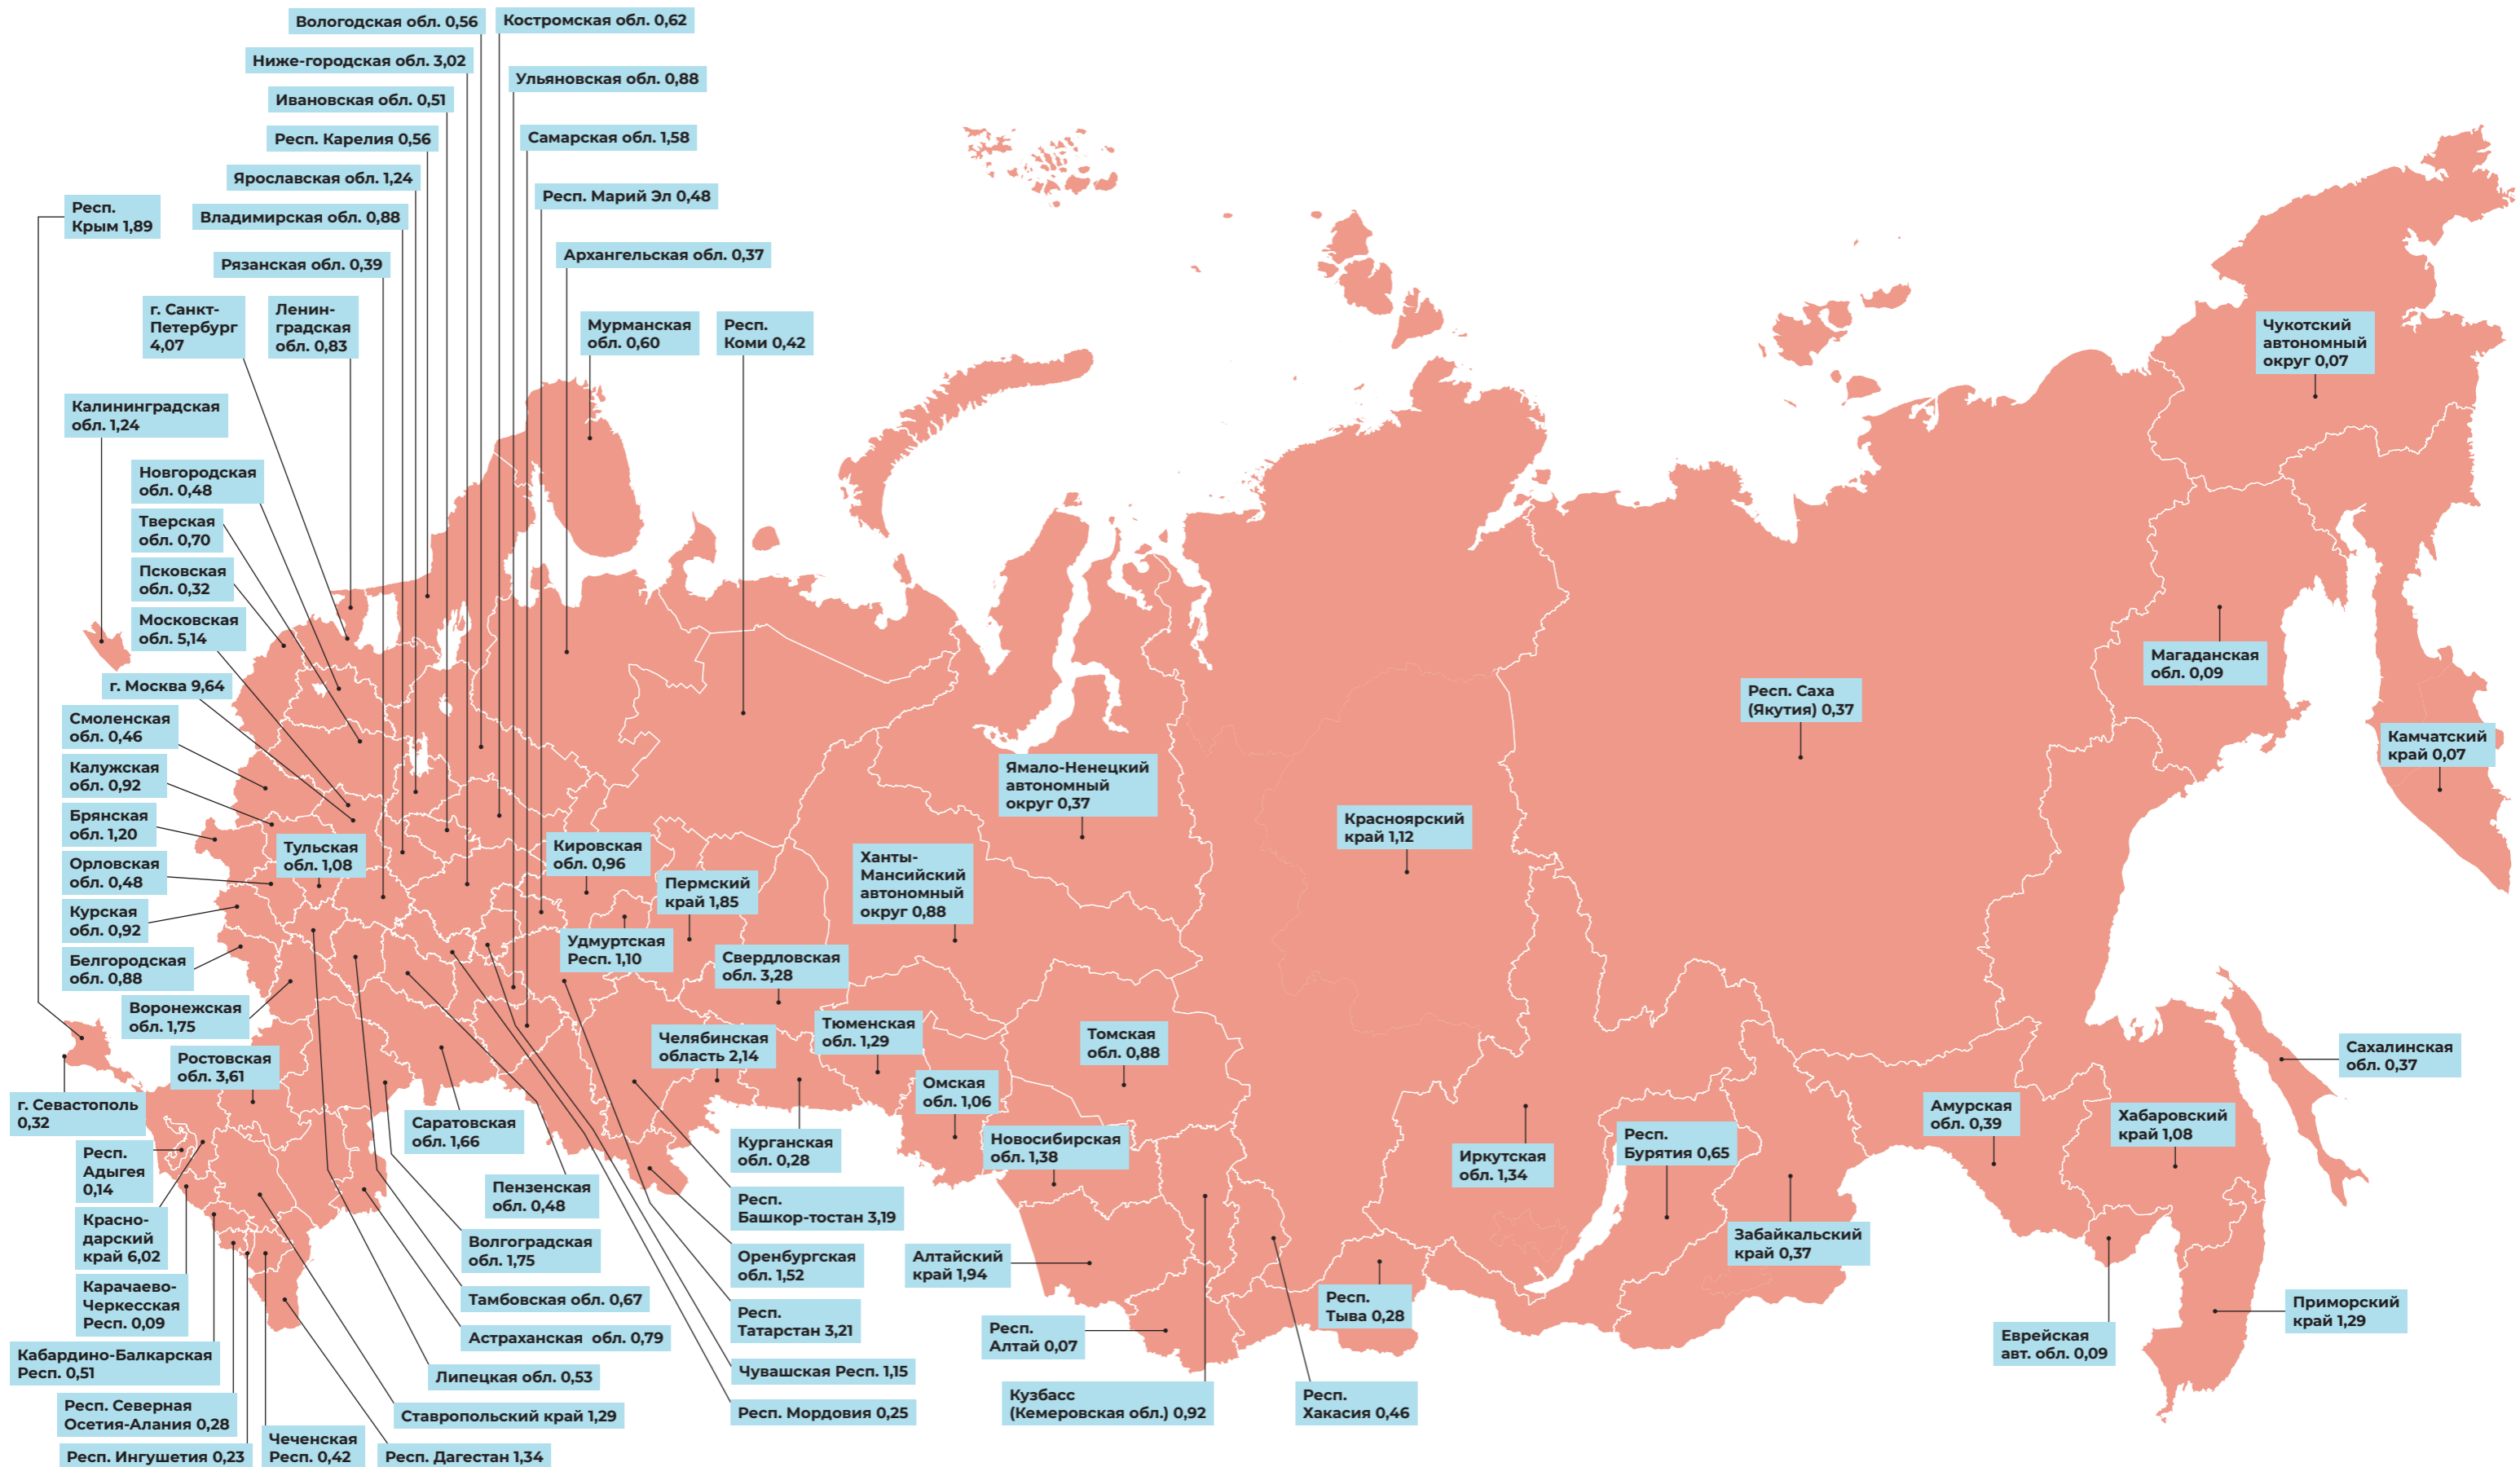 Вологодская обл. 0,56
Костромская обл. 0,62
Ниже-городская обл. 3,02
Ульяновская обл. 0,88
Ивановская обл. 0,51
Респ. Карелия 0,56
Самарская обл. 1,58
Ярославская обл. 1,24
Респ. Марий Эл 0,48
Респ.
Крым 1,89
Владимирская обл. 0,88
Архангельская обл. 0,37
Рязанская обл. 0,39
г. Санкт-
Петербург
4,07
Ленин-
градская
обл. 0,83
Мурманская
обл. 0,60
Респ.
Коми 0,42
Чукотский
автономный
округ 0,07
Калининградская
обл. 1,24
Новгородская
обл. 0,48
Тверская
обл. 0,70
Псковская
обл. 0,32
Московская
обл. 5,14
г. Москва 9,64
Магаданская
обл. 0,09
Респ. Саха
(Якутия) 0,37
Смоленская
обл. 0,46
Камчатский
край 0,07
Калужская
обл. 0,92
Ямало-Ненецкий
автономный
округ 0,37
Брянская
обл. 1,20
Красноярский
край 1,12
Тульская
обл. 1,08
Кировская
обл. 0,96
Ханты-
Мансийский
автономный
округ 0,88
Орловская
обл. 0,48
Пермский
край 1,85
Курская
обл. 0,92
Удмуртская
Респ. 1,10
Белгородская
обл. 0,88
Свердловская
обл. 3,28
Воронежская
обл. 1,75
Челябинская
область 2,14
Тюменская
обл. 1,29
Томская
обл. 0,88
Сахалинская
обл. 0,37
Ростовская
обл. 3,61
Омская
обл. 1,06
г. Севастополь
0,32
Амурская
обл. 0,39
Хабаровский
край 1,08
Саратовская
обл. 1,66
Респ.
Бурятия 0,65
Курганская
обл. 0,28
Новосибирская
обл. 1,38
Респ.
Адыгея
0,14
Иркутская
обл. 1,34
Пензенская
обл. 0,48
Респ.
Башкор-тостан 3,19
Красно-
дарский
край 6,02
Забайкальский
край 0,37
Волгоградская
обл. 1,75
Оренбургская
обл. 1,52
Алтайский
край 1,94
Карачаево-
Черкесская
Респ. 0,09
Тамбовская обл. 0,67
Респ.
Тыва 0,28
Приморский
край 1,29
Респ.
Татарстан 3,21
Астраханская обл. 0,79
Респ.
Алтай 0,07
Еврейская
авт. обл. 0,09
Кабардино-Балкарская
Респ. 0,51
Чувашская Респ. 1,15
Липецкая обл. 0,53
Кузбасс
(Кемеровская обл.) 0,92
Респ.
Хакасия 0,46
Респ. Северная
Осетия-Алания 0,28
Ставропольский край 1,29
Респ. Мордовия 0,25
Респ. Ингушетия 0,23
Чеченская
Респ. 0,42
Респ. Дагестан 1,34